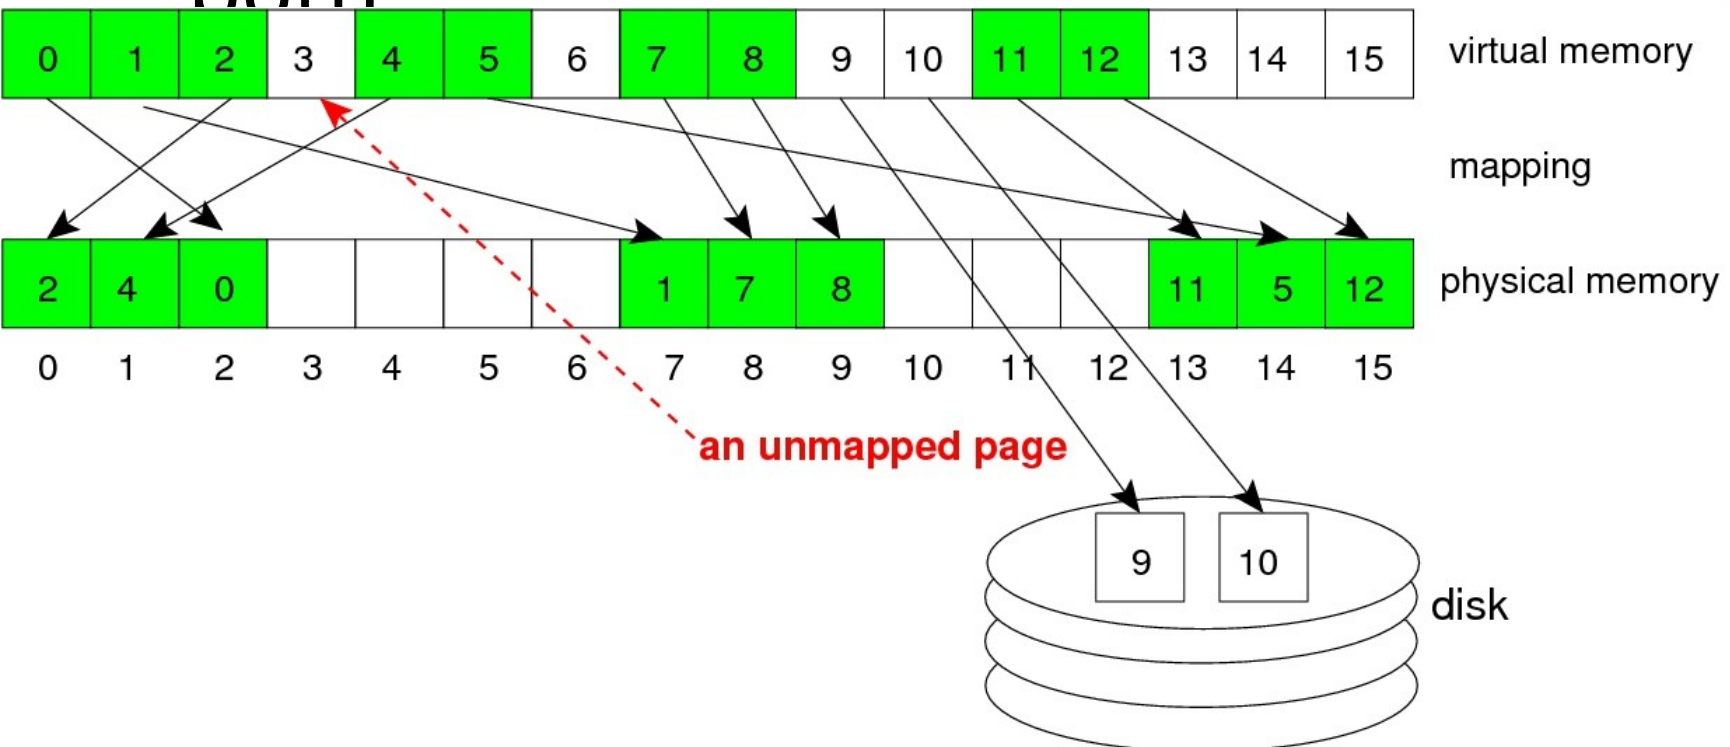 0 1 2 3 4 5 6 7 8 9 10 11 12 13 14 15 virtual memory
mapping
2 4 0 1 7 8 11 5 12 physical memory
0 1 2 3 4 5 6 7 8 9 10 11 12 13 14 15
an unmapped page
9 10
disk